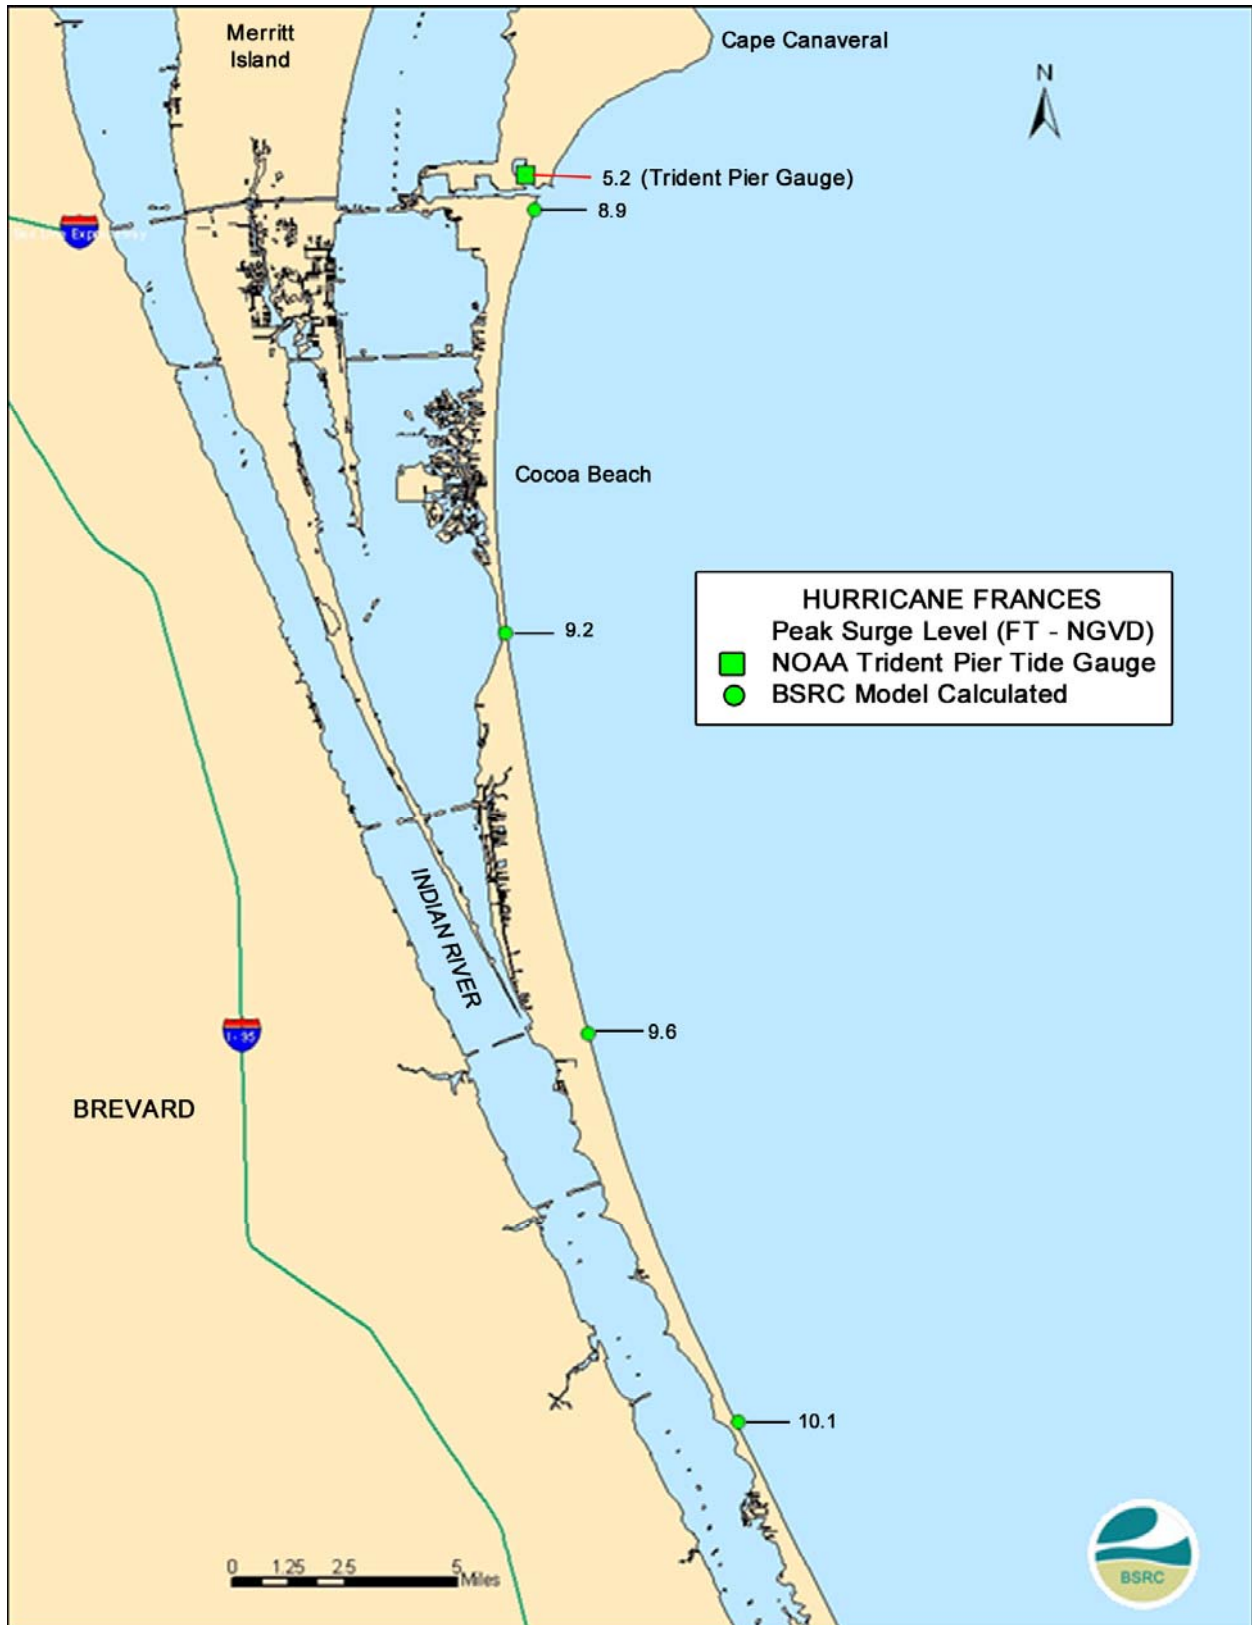 Merritt
Island
Cape Canaveral
N
5.2 (Trident Pier Gauge)
8.9
Cocoa Beach
HURRICANE FRANCES
Peak Surge Level (FT - NGVD)
NOAA Trident Pier Tide Gauge
BSRC Model Calculated
9.2
INDIAN RIVER
9.6
I-95
BREVARD
10.1
0 1.25 2.5 5
Miles
BSRC